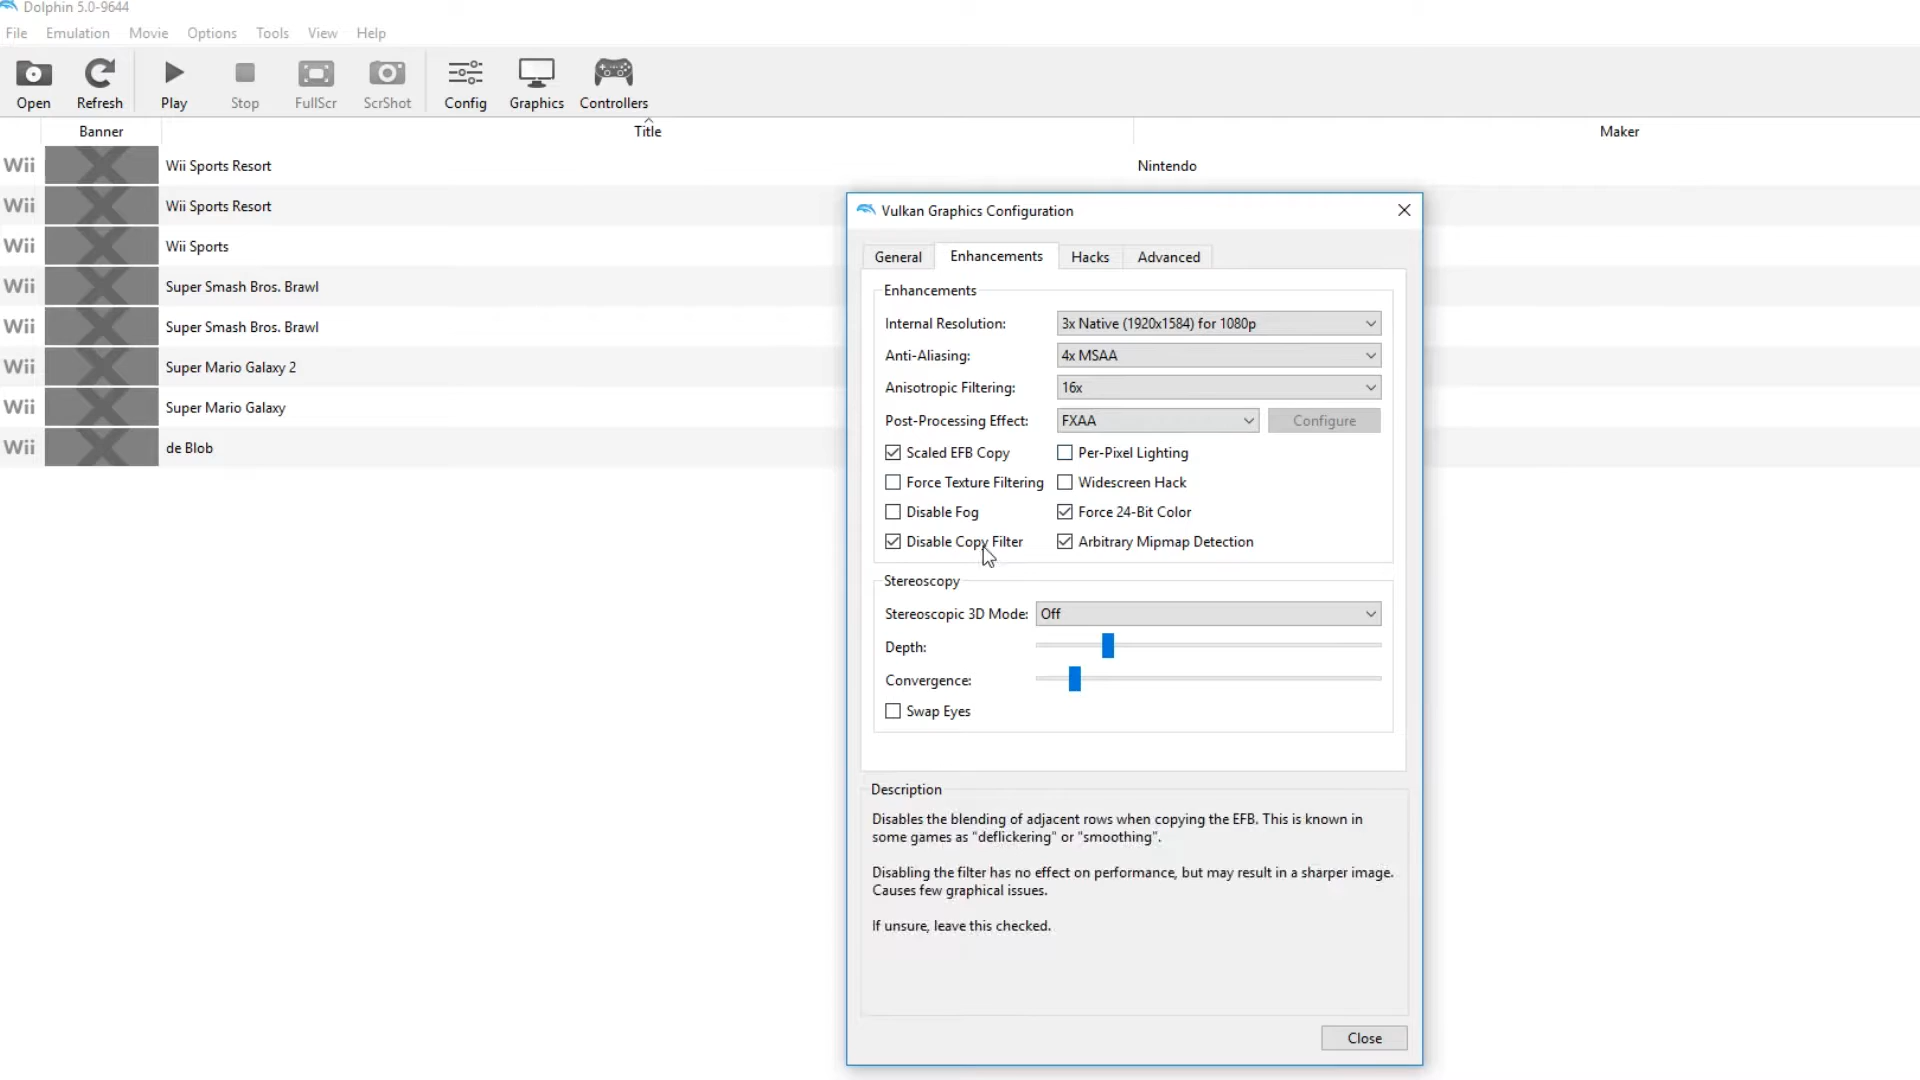 Dolphin 5.0-9644
File Emulation Movie Options Tools View Help
Open Refresh Play Stop FullScr ScrShot Config Graphics Controllers
Banner Title Maker
Wii Wii Sports Resort Nintendo
Wii Wii Sports Resort
Wii Wii Sports
Wii Super Smash Bros. Brawl
Wii Super Smash Bros. Brawl
Wii Super Mario Galaxy 2
Wii Super Mario Galaxy
Wii de Blob
Vulkan Graphics Configuration
General Enhancements Hacks Advanced
Enhancements
Internal Resolution: 3x Native (1920x1584) for 1080p
Anti-Aliasing: 4x MSAA
Anisotropic Filtering: 16x
Post-Processing Effect: FXAA Configure
Scaled EFB Copy Per-Pixel Lighting
Force Texture Filtering Widescreen Hack
Disable Fog Force 24-Bit Color
Disable Copy Filter Arbitrary Mipmap Detection
Stereoscopy
Stereoscopic 3D Mode: Off
Depth:
Convergence:
Swap Eyes
Description
Disables the blending of adjacent rows when copying the EFB. This is known in
some games as "deflickering" or "smoothing".
Disabling the filter has no effect on performance, but may result in a sharper image.
Causes few graphical issues.
If unsure, leave this checked.
Close